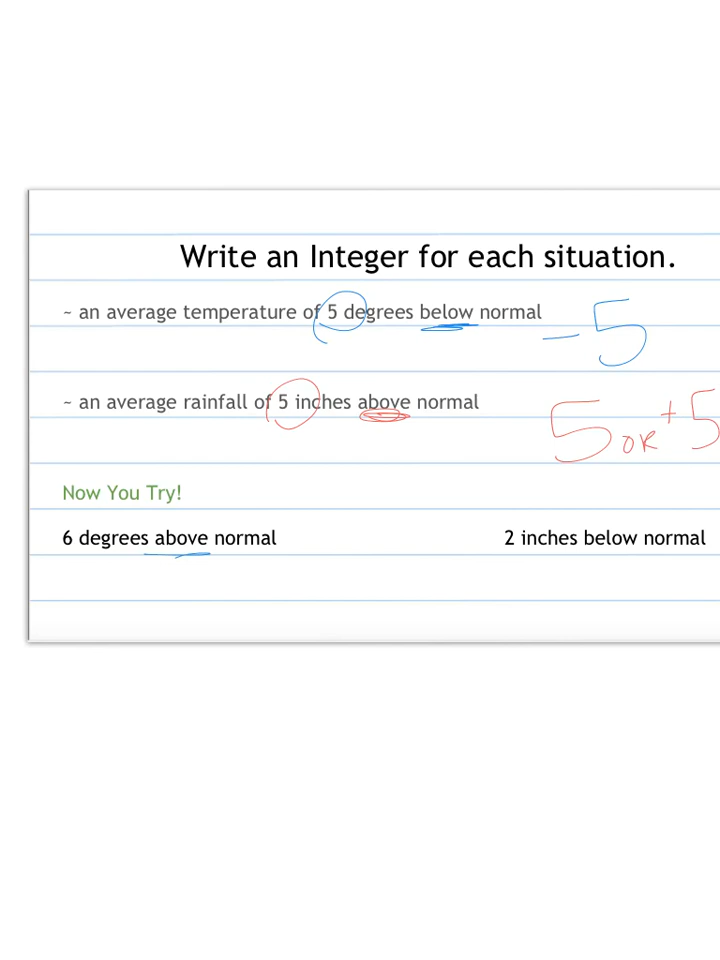 Write an Integer for each situation.
~ an average temperature of 5 degrees below normal
-5
~ an average rainfall of 5 inches above normal
5 OR +5
Now You Try!
6 degrees above normal
2 inches below normal